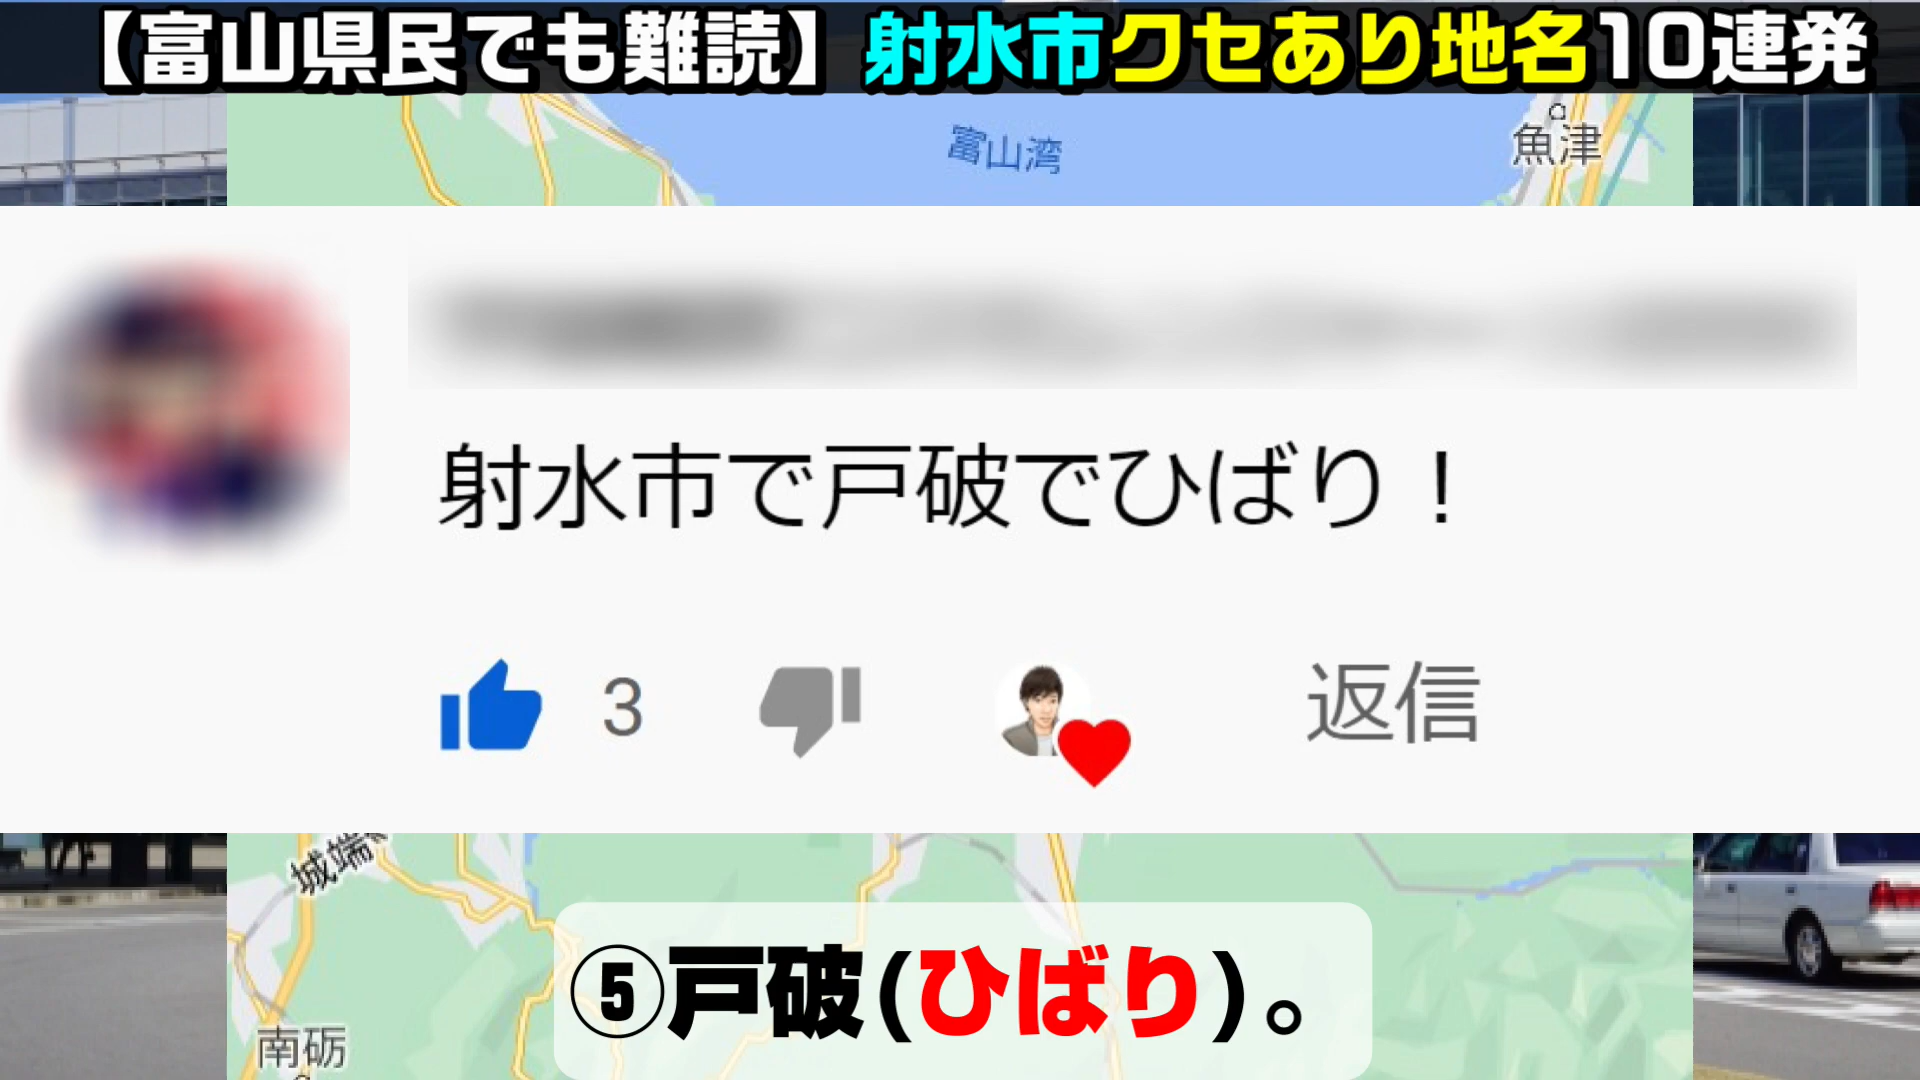 【富山県民でも難読】射水市クセあり地名10連発
富山湾
魚津
射水市で戸破でひばり！
3
返信
城端
南砺
⑤戸破(ひばり)。